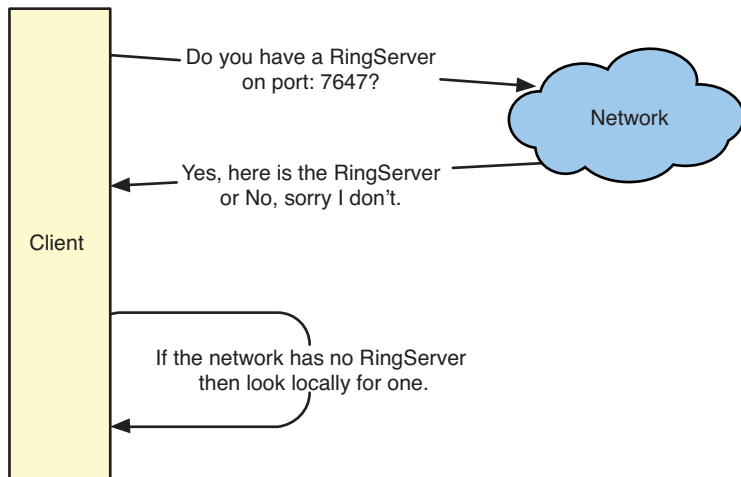 Do you have a RingServer
on port: 7647?
Network
Yes, here is the RingServer
or No, sorry I don't.
Client
If the network has no RingServer
then look locally for one.